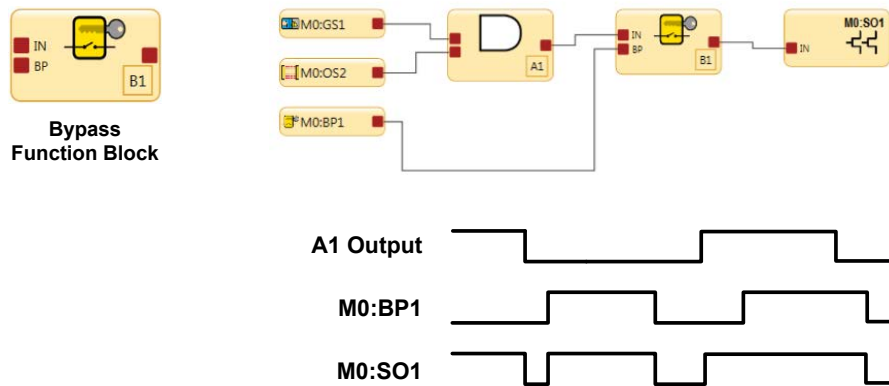 IN
BP
B1
Bypass
Function Block
M0:GS1
M0:OS2
M0:BP1
A1
IN
BP
B1
M0:SO1
IN
A1 Output
M0:BP1
M0:SO1